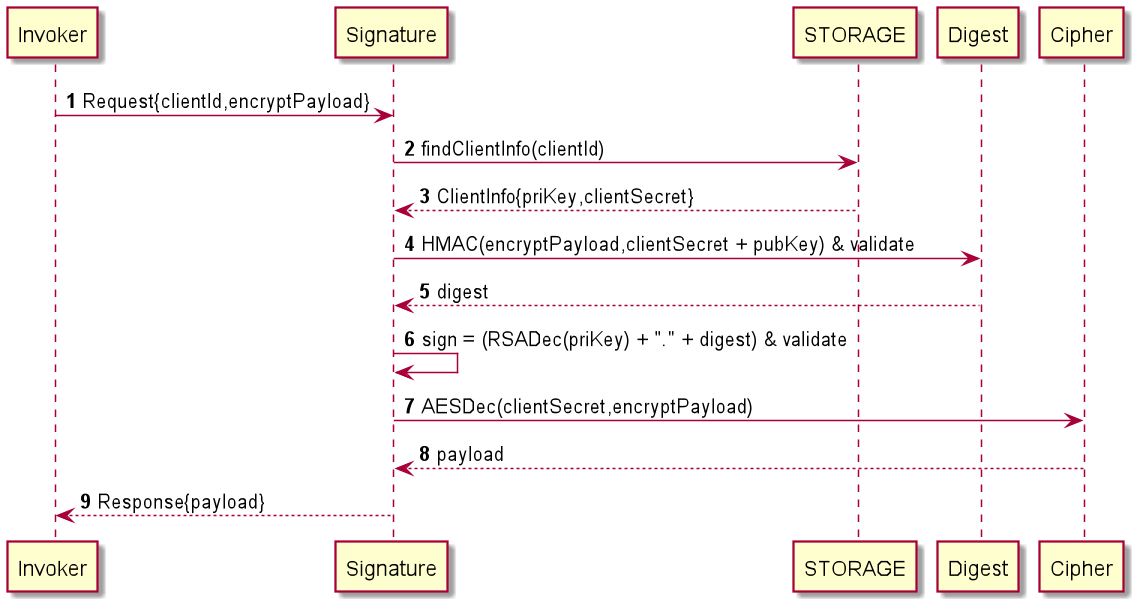 Invoker Signature STORAGE Digest Cipher
1 Request{clientId,encryptPayload}
2 findClientInfo(clientId)
3 ClientInfo{priKey,clientSecret}
4 HMAC(encryptPayload,clientSecret + pubKey) & validate
5 digest
6 sign = (RSADec(priKey) + "." + digest) & validate
7 AESDec(clientSecret,encryptPayload)
8 payload
9 Response{payload}
Invoker Signature STORAGE Digest Cipher